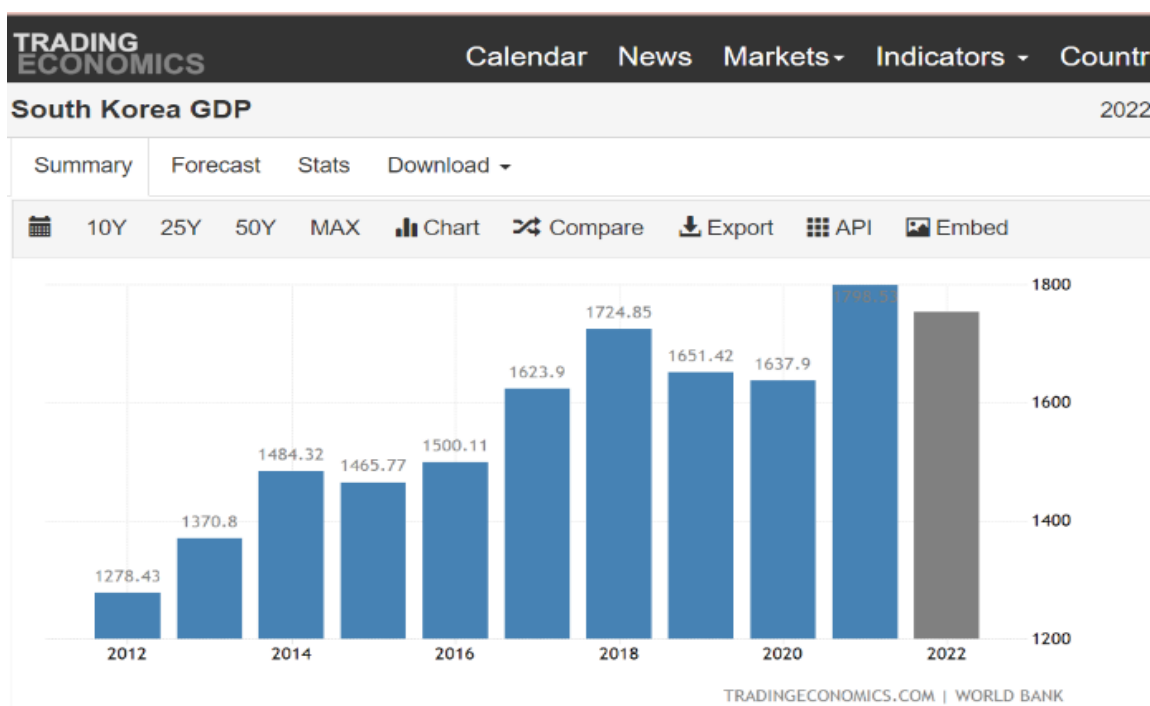 TRADING
ECONOMICS
Calendar News Markets Indicators Countr
South Korea GDP 2022
Summary Forecast Stats Download
10Y 25Y 50Y MAX Chart Compare Export API Embed
1800
1724.85
1651.42
1637.9
1623.9
1600
1500.11
1484.32
1465.77
1400
1370.8
1278.43
1200
2012 2014 2016 2018 2020 2022
TRADINGECONOMICS.COM | WORLD BANK